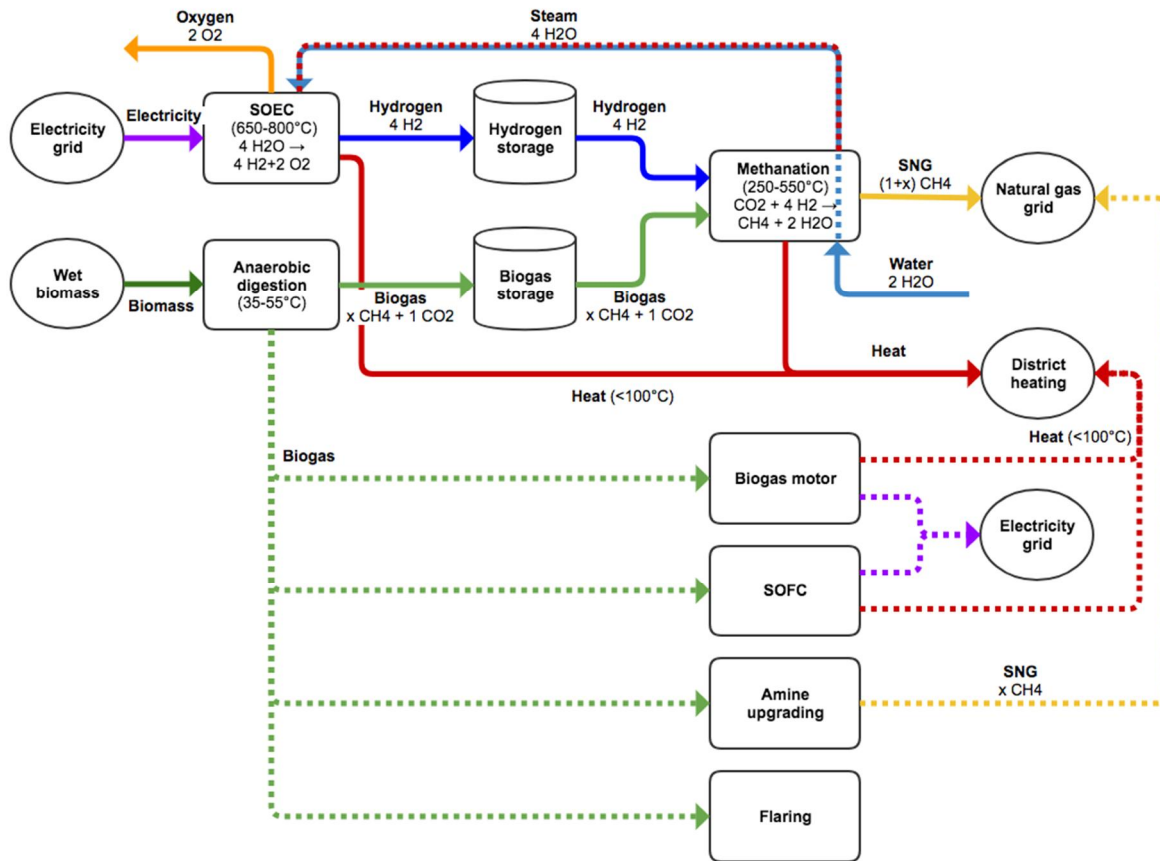 Oxygen
2 O2
Steam
4 H2O
Electricity
grid
Electricity
SOEC
(650-800°C)
4 H2O →
4 H2+2 O2
Hydrogen
4 H2
Hydrogen
storage
Hydrogen
4 H2
Methanation
(250-550°C)
CO2 + 4 H2 →
CH4 + 2 H2O
SNG
(1+x) CH4
Natural gas
grid
Wet
biomass
Biomass
Anaerobic
digestion
(35-55°C)
Biogas
x CH4 + 1 CO2
Biogas
storage
Biogas
x CH4 + 1 CO2
Water
2 H2O
Heat
Heat (<100°C)
District
heating
Heat (<100°C)
Biogas
Biogas motor
Electricity
grid
SOFC
Amine
upgrading
SNG
x CH4
Flaring